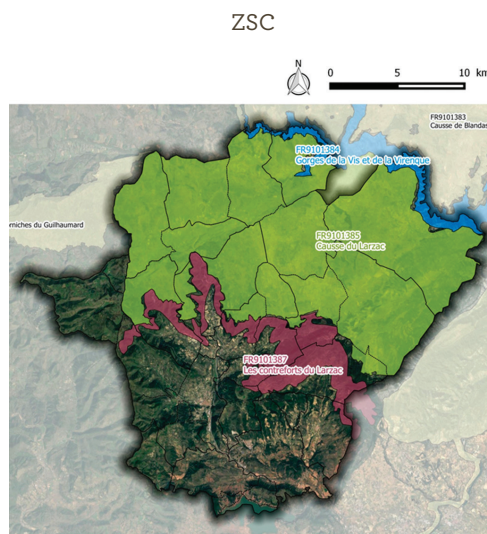 ZSC
N
0 5 10 km
FR9101383
Causse de Blandas
FR9101384
Gorges de la Vis et de la Virenque
orniches du Guilhaumard
FR9101385
Causse du Larzac
FR9101387
Les contreforts du Larzac